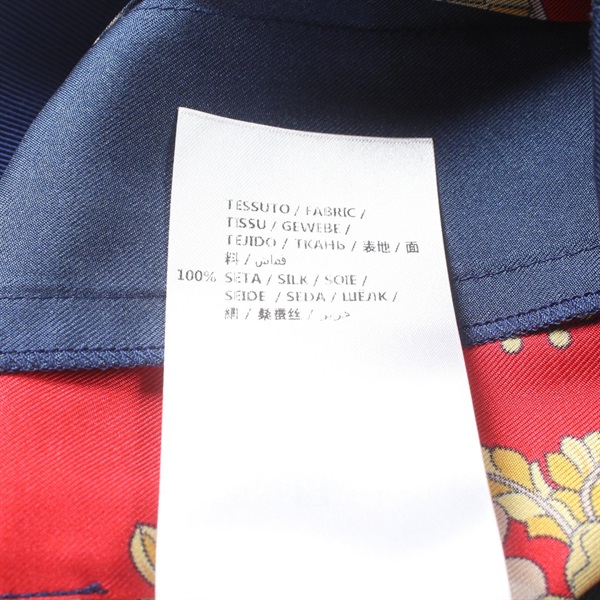 TESSUTO / FABRIC /
TISSU / GEWEBE /
TEJIDO / ТКАНЬ / 表地 / 面
料 / قماش
100% SETA / SILK / SOIE /
SEIDE / SEDA / ШЕЛК /
絹 / 桑蚕丝 / حرير